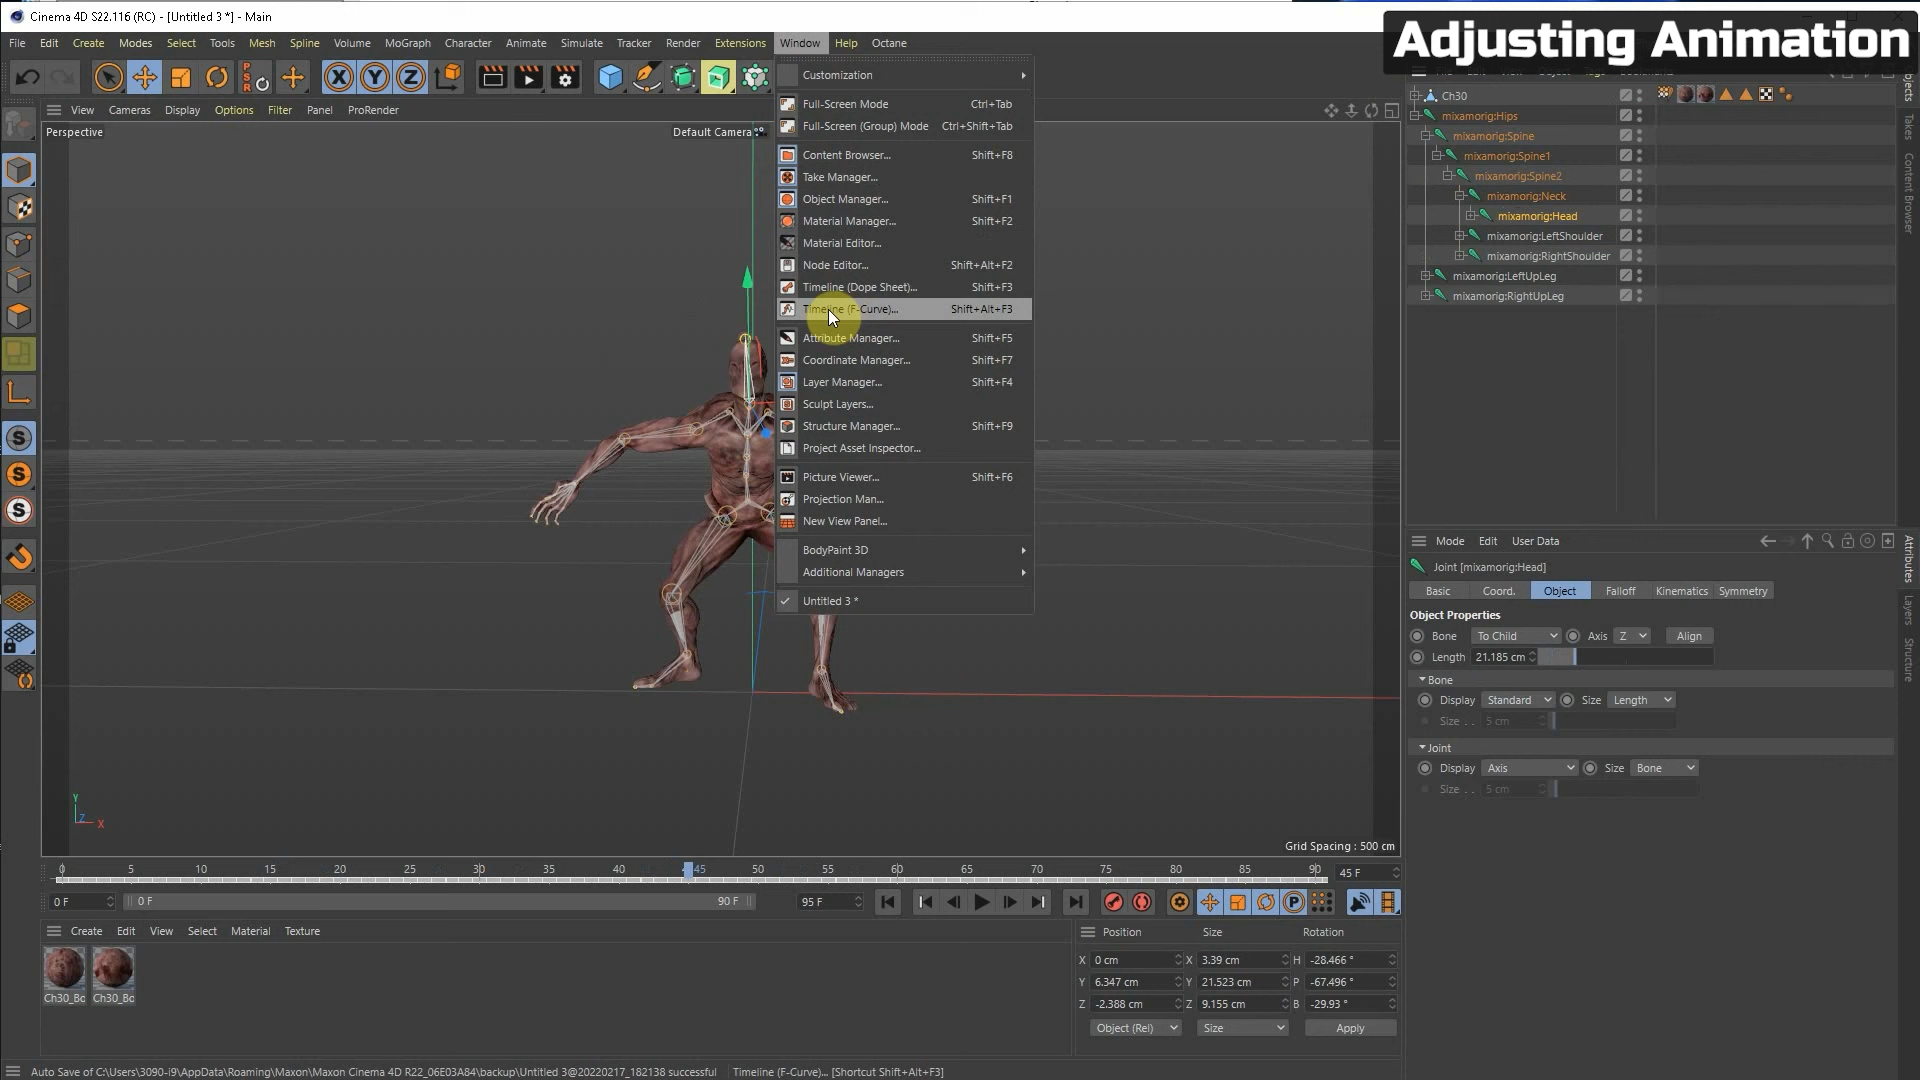 Cinema 4D S22.116 (RC) - [Untitled 3 *] - Main
Adjusting Animation
File Edit Create Modes Select Tools Mesh Spline Volume MoGraph Character Animate Simulate Tracker Render Extensions Window Help Octane
View Cameras Display Options Filter Panel ProRender
Perspective
Default Camera
Customization
Full-Screen Mode Ctrl+Tab
Full-Screen (Group) Mode Ctrl+Shift+Tab
Content Browser... Shift+F8
Take Manager...
Object Manager... Shift+F1
Material Manager... Shift+F2
Material Editor...
Node Editor... Shift+Alt+F2
Timeline (Dope Sheet)... Shift+F3
Timeline (F-Curve)... Shift+Alt+F3
Attribute Manager... Shift+F5
Coordinate Manager... Shift+F7
Layer Manager... Shift+F4
Sculpt Layers...
Structure Manager... Shift+F9
Project Asset Inspector...
Picture Viewer... Shift+F6
Projection Man...
New View Panel...
BodyPaint 3D
Additional Managers
Untitled 3 *
Ch30
mixamorig:Hips
mixamorig:Spine
mixamorig:Spine1
mixamorig:Spine2
mixamorig:Neck
mixamorig:Head
mixamorig:LeftShoulder
mixamorig:RightShoulder
mixamorig:LeftUpLeg
mixamorig:RightUpLeg
Objects
Takes
Content Browser
Mode Edit User Data
Joint [mixamorig:Head]
Basic Coord. Object Falloff Kinematics Symmetry
Object Properties
Bone To Child Axis Z Align
Length 21.185 cm
Bone
Display Standard Size Length
Size . . 5 cm
Joint
Display Axis Size Bone
Size . . 5 cm
Attributes
Layers
Structure
Y
Z X
Grid Spacing : 500 cm
0 5 10 15 20 25 30 35 40 45 50 55 60 65 70 75 80 85 90 45 F
0 F 0 F 90 F 95 F
Create Edit View Select Material Texture
Ch30_Bo Ch30_Bo
Position Size Rotation
X 0 cm X 3.39 cm H -28.466 °
Y 6.347 cm Y 21.523 cm P -67.496 °
Z -2.388 cm Z 9.155 cm B -29.93 °
Object (Rel) Size Apply
Auto Save of C:\Users\3090-i9\AppData\Roaming\Maxon\Maxon Cinema 4D R22_06E03A84\backup\Untitled 3@20220217_182138 successful Timeline (F-Curve)... [Shortcut Shift+Alt+F3]